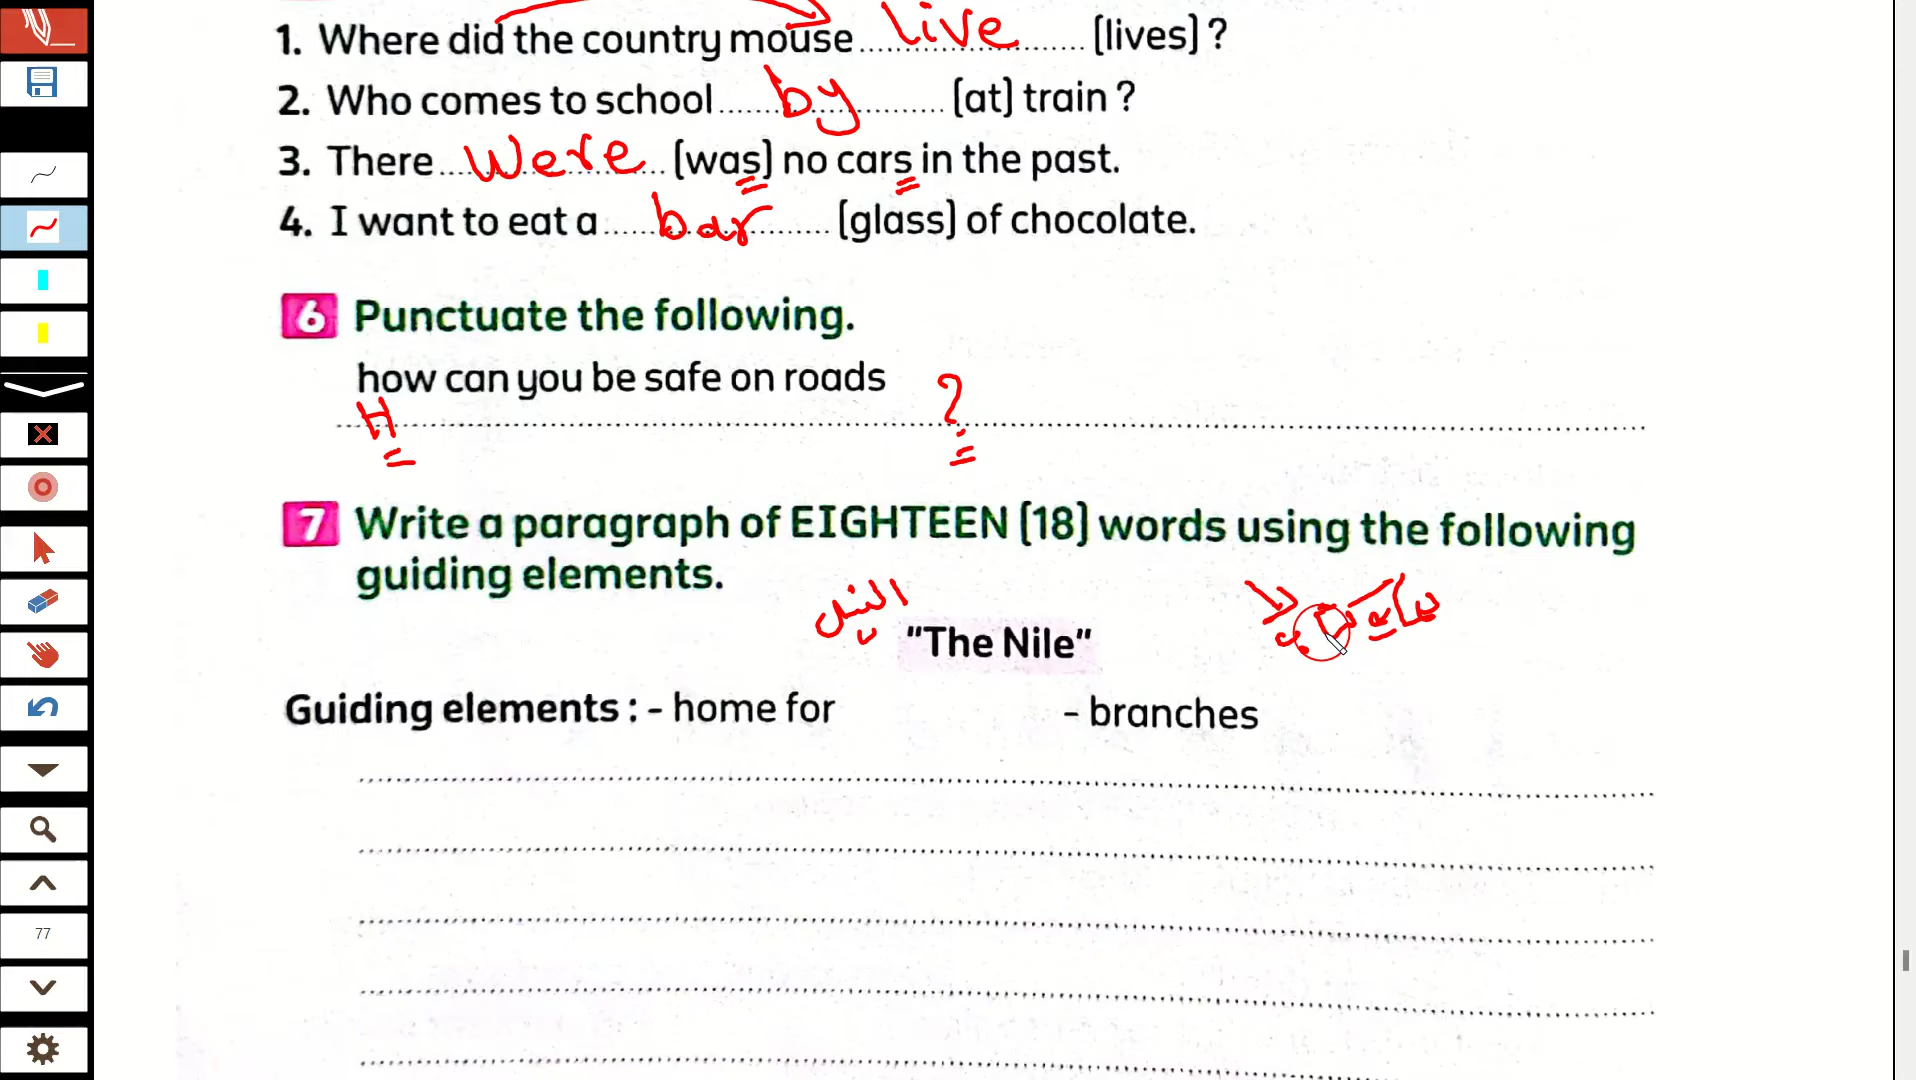 1. Where did the country mouse live [lives] ?
2. Who comes to school by [at] train ?
3. There were [was] no cars in the past.
4. I want to eat a bar [glass] of chocolate.
6 Punctuate the following.
how can you be safe on roads
H ?
7 Write a paragraph of EIGHTEEN (18) words using the following
guiding elements.
النيل
"The Nile"
Guiding elements : - home for - branches
77